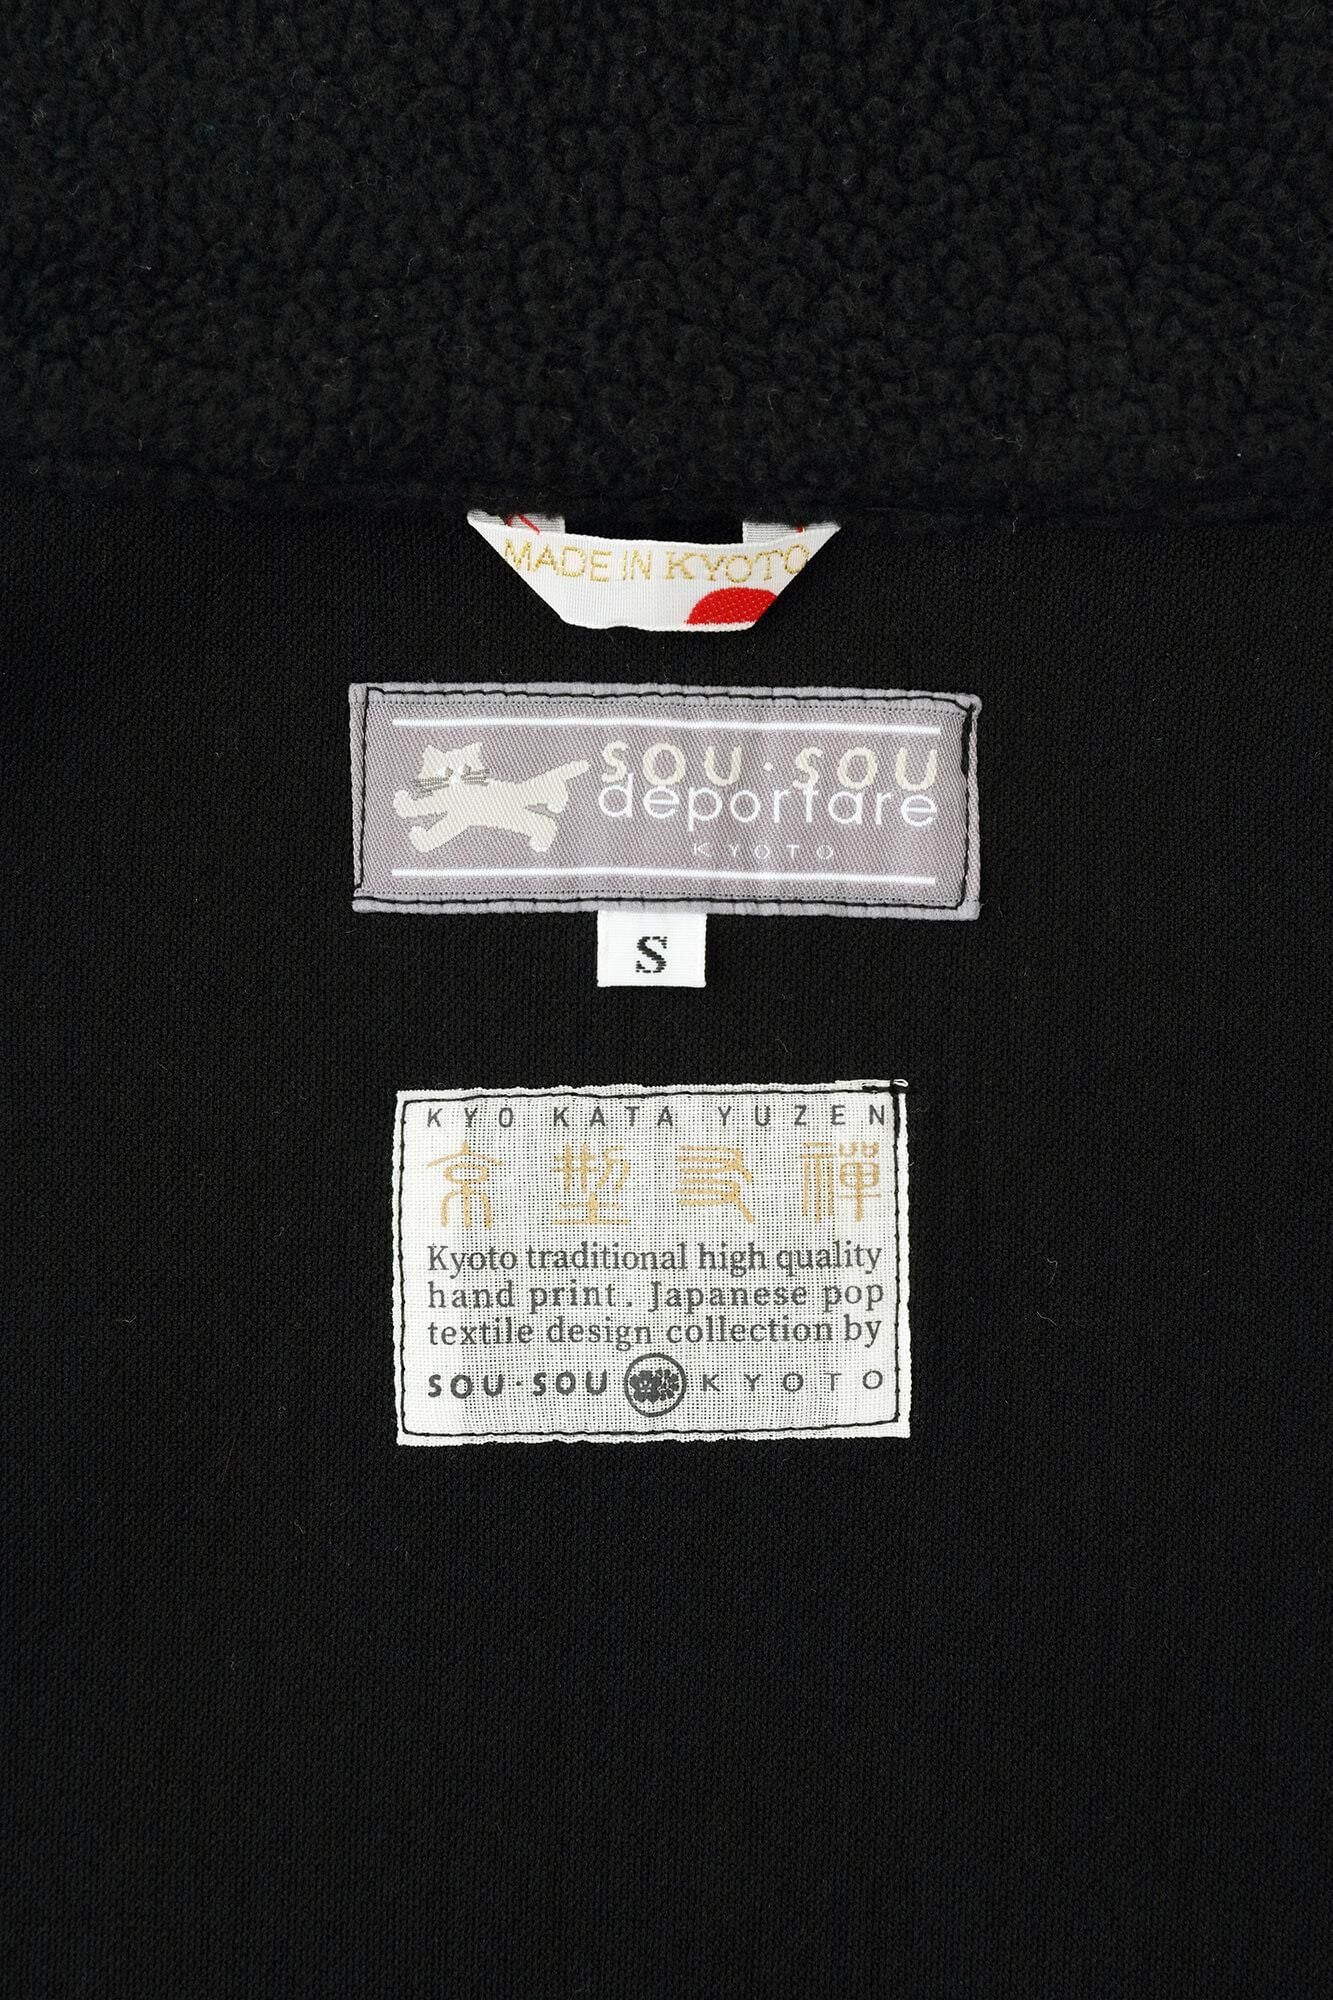 MADE IN KYOTO
SOU・SOU
deportare
KYOTO
S
KYO KATA YUZEN
京型友禅
Kyoto traditional high quality
hand print. Japanese pop
textile design collection by
SOU・SOU KYOTO